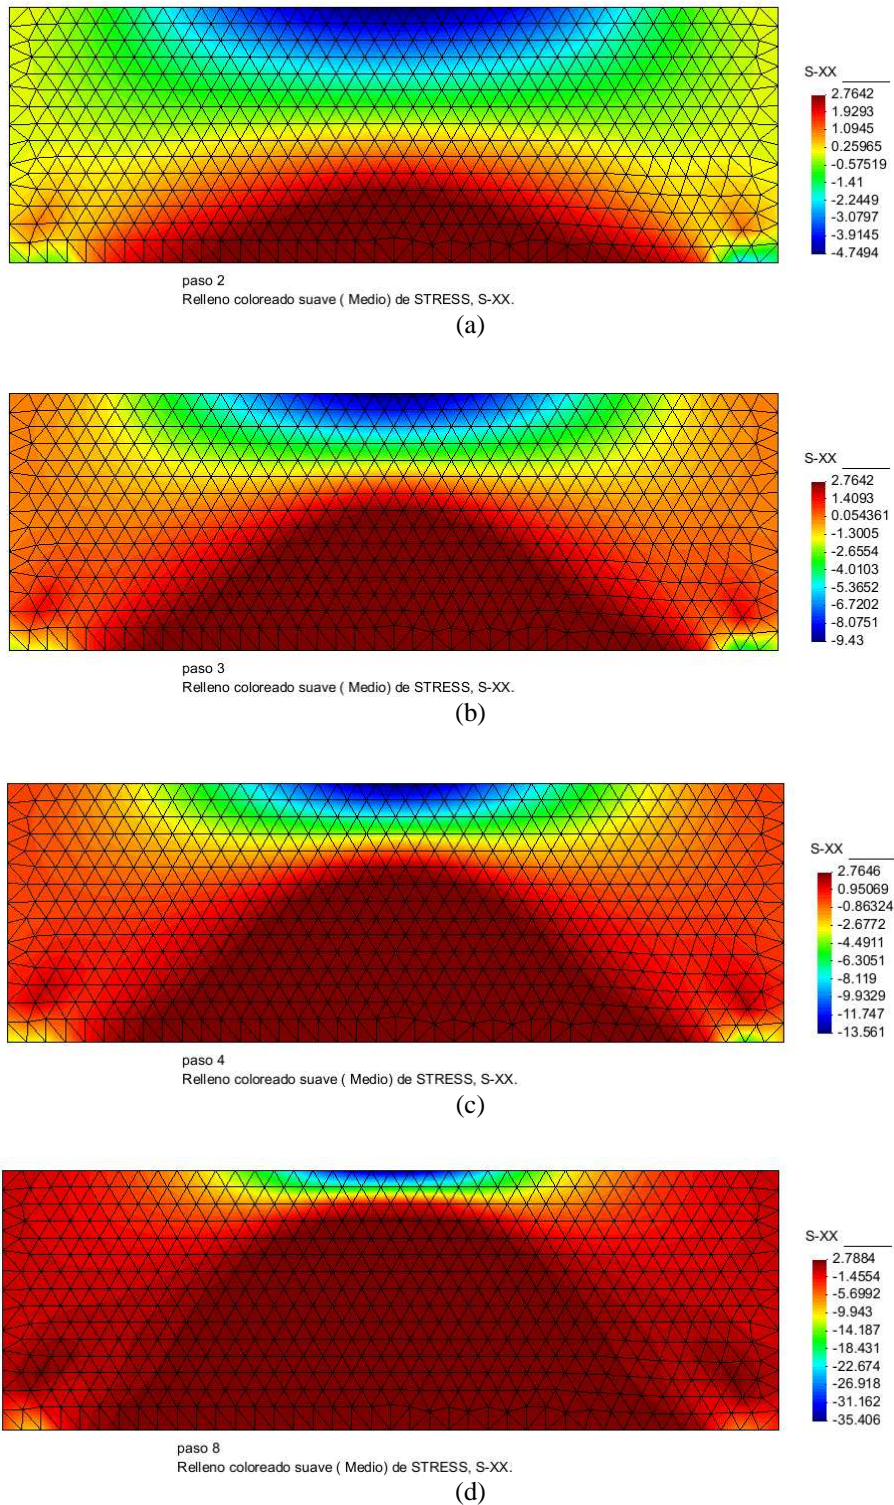 S-XX
2.7642
1.9293
1.0945
0.25965
-0.57519
-1.41
-2.2449
-3.0797
-3.9145
-4.7494
paso 2
Relleno coloreado suave ( Medio) de STRESS, S-XX.
(a)
S-XX
2.7642
1.4093
0.054361
-1.3005
-2.6554
-4.0103
-5.3652
-6.7202
-8.0751
-9.43
paso 3
Relleno coloreado suave ( Medio) de STRESS, S-XX.
(b)
S-XX
2.7646
0.95069
-0.86324
-2.6772
-4.4911
-6.3051
-8.119
-9.9329
-11.747
-13.561
paso 4
Relleno coloreado suave ( Medio) de STRESS, S-XX.
(c)
S-XX
2.7884
-1.4554
-5.6992
-9.943
-14.187
-18.431
-22.674
-26.918
-31.162
-35.406
paso 8
Relleno coloreado suave ( Medio) de STRESS, S-XX.
(d)